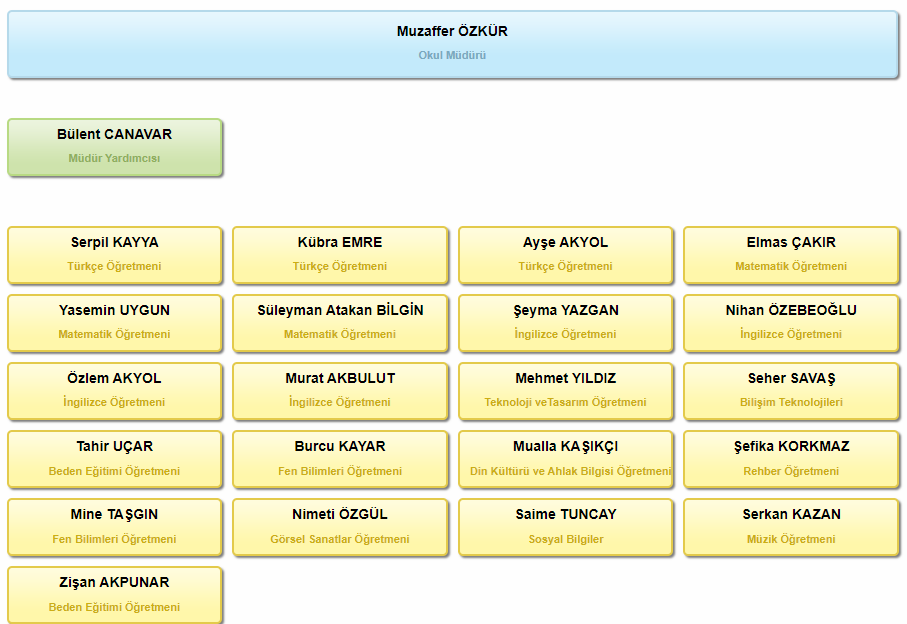 Muzaffer ÖZKÜR
Okul Müdürü
Bülent CANAVAR
Müdür Yardımcısı
Serpil KAYYA
Türkçe Öğretmeni
Kübra EMRE
Türkçe Öğretmeni
Ayşe AKYOL
Türkçe Öğretmeni
Elmas ÇAKIR
Matematik Öğretmeni
Yasemin UYGUN
Matematik Öğretmeni
Süleyman Atakan BİLGİN
Matematik Öğretmeni
Şeyma YAZGAN
İngilizce Öğretmeni
Nihan ÖZEBEOĞLU
İngilizce Öğretmeni
Özlem AKYOL
İngilizce Öğretmeni
Murat AKBULUT
İngilizce Öğretmeni
Mehmet YILDIZ
Teknoloji veTasarım Öğretmeni
Seher SAVAŞ
Bilişim Teknolojileri
Tahir UÇAR
Beden Eğitimi Öğretmeni
Burcu KAYAR
Fen Bilimleri Öğretmeni
Mualla KAŞIKÇI
Din Kültürü ve Ahlak Bilgisi Öğretmeni
Şefika KORKMAZ
Rehber Öğretmeni
Mine TAŞGIN
Fen Bilimleri Öğretmeni
Nimeti ÖZGÜL
Görsel Sanatlar Öğretmeni
Saime TUNCAY
Sosyal Bilgiler
Serkan KAZAN
Müzik Öğretmeni
Zişan AKPUNAR
Beden Eğitimi Öğretmeni